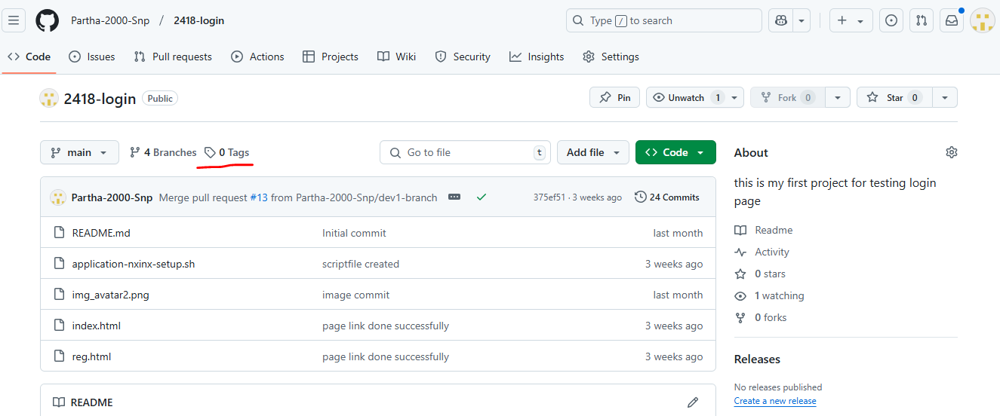 Partha-2000-Snp / 2418-login
Type / to search
Code Issues Pull requests Actions Projects Wiki Security Insights Settings
2418-login Public
Pin Unwatch 1 Fork 0 Star 0
main 4 Branches 0 Tags
Go to file t Add file Code
Partha-2000-Snp Merge pull request #13 from Partha-2000-Snp/dev1-branch 375ef51 · 3 weeks ago 24 Commits
README.md Initial commit last month
application-nxinx-setup.sh scriptfile created 3 weeks ago
img_avatar2.png image commit last month
index.html page link done successfully 3 weeks ago
reg.html page link done successfully 3 weeks ago
README
About
this is my first project for testing login
page
Readme
Activity
0 stars
1 watching
0 forks
Releases
No releases published
Create a new release